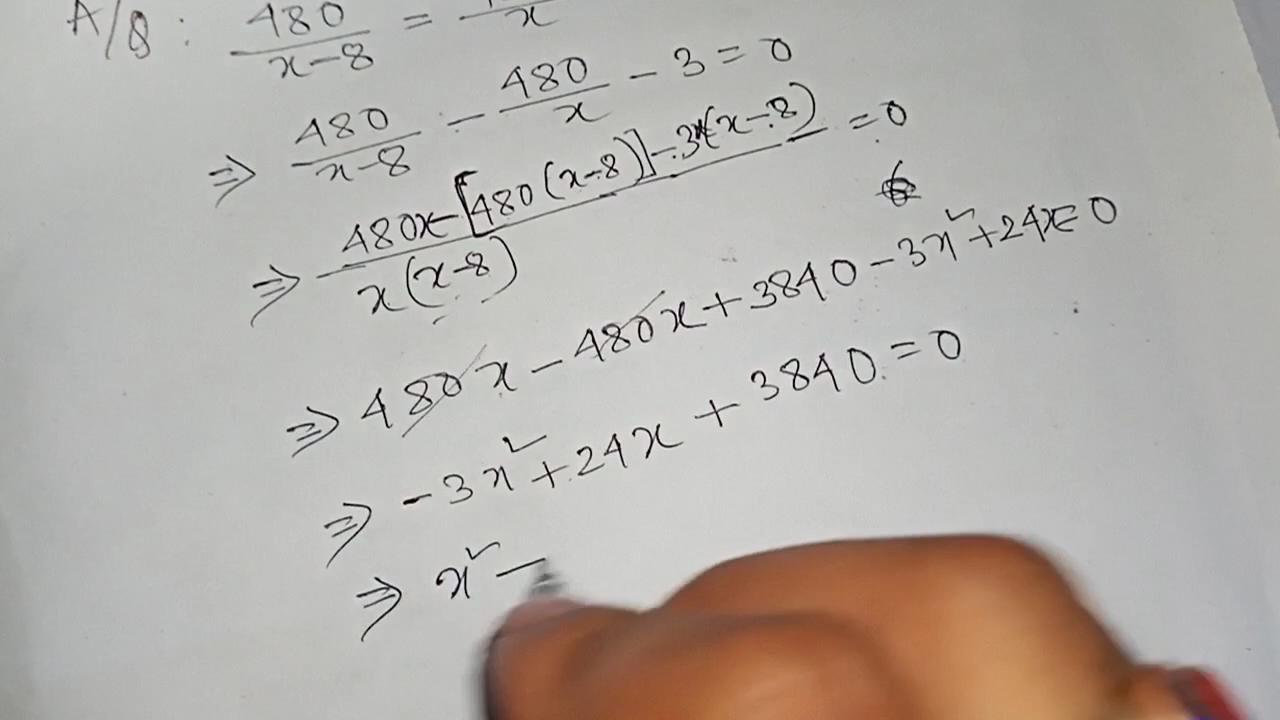 A/Q : 480/(x-8) = /x
⇒ 480/(x-8) - 480/x - 3 = 0
⇒ (480x - [480(x-8)] - 3x(x-8))/(x(x-8)) = 0
⇒ 480x - 480x + 3840 - 3x² + 24x = 0
⇒ -3x² + 24x + 3840 = 0
⇒ x² -